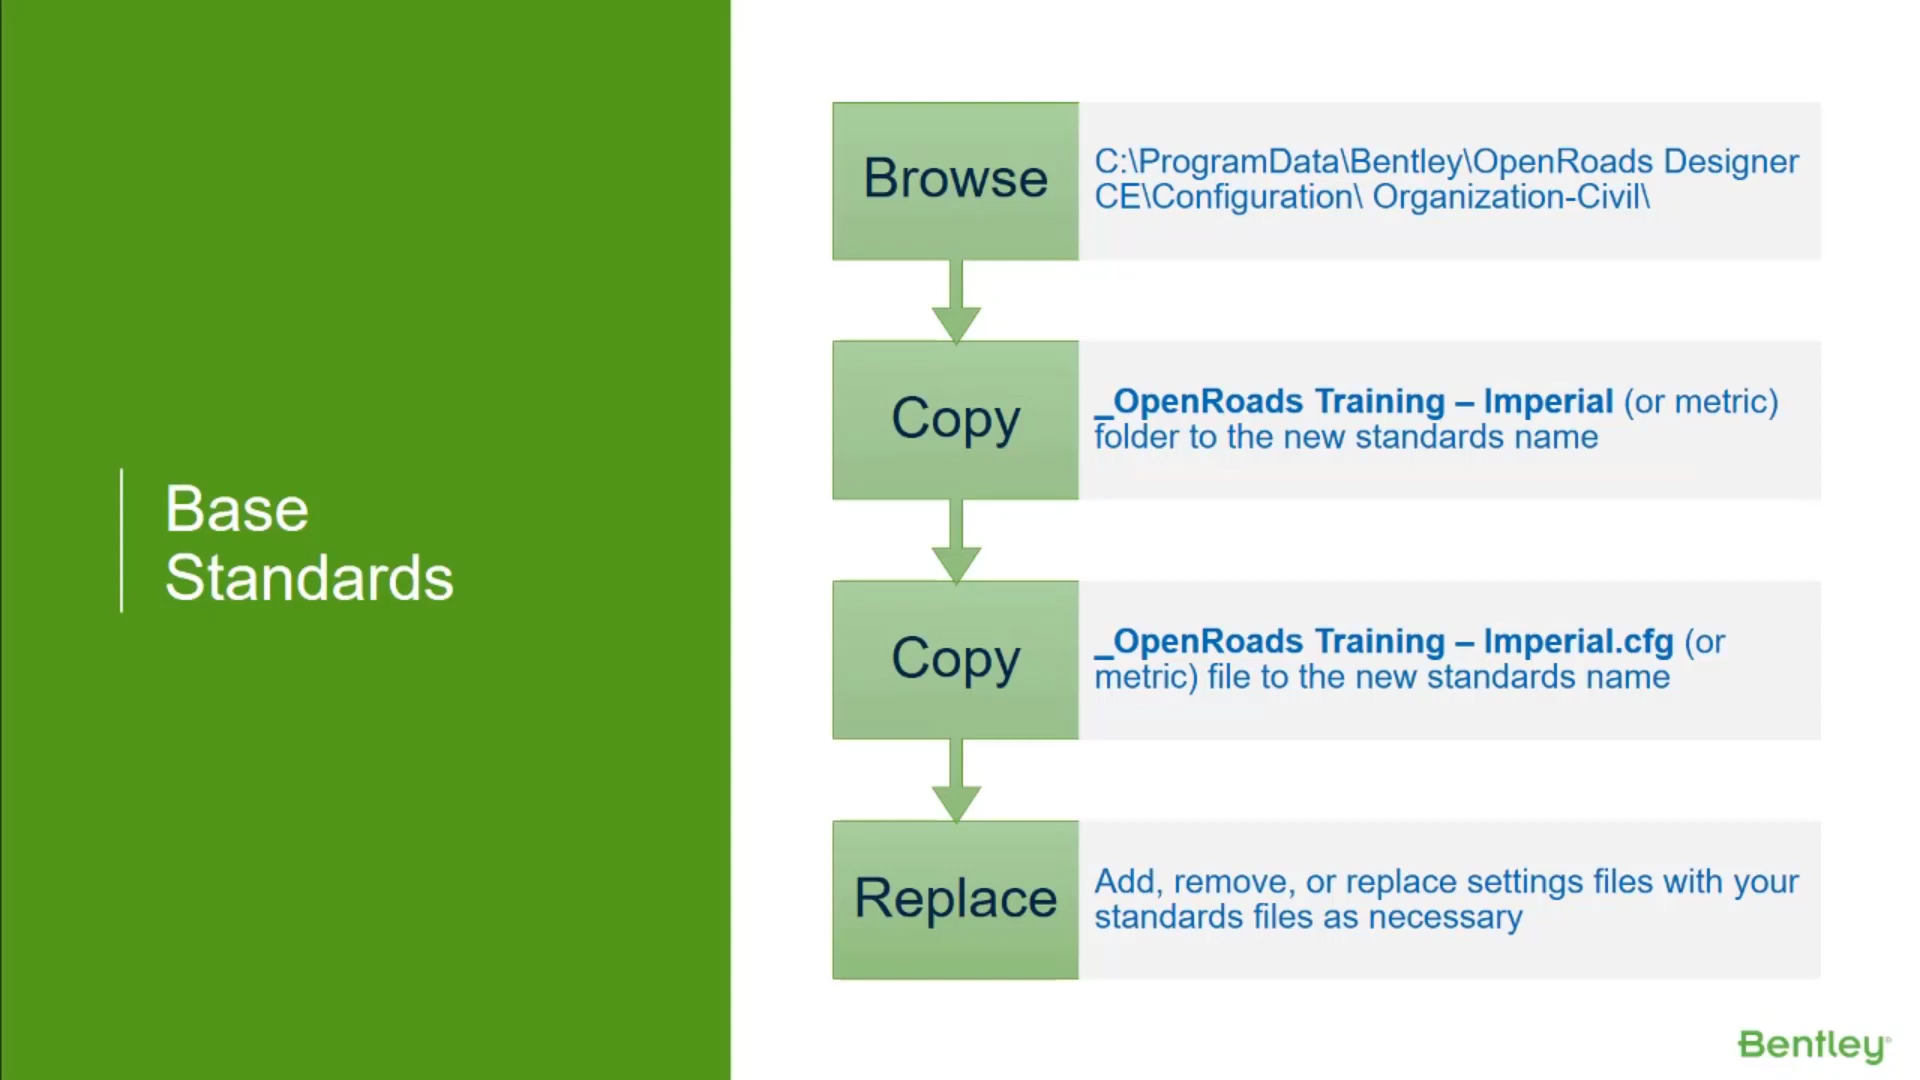 Base
Standards
Browse
C:\ProgramData\Bentley\OpenRoads Designer
CE\Configuration\ Organization-Civil\
Copy
_OpenRoads Training – Imperial (or metric)
folder to the new standards name
Copy
_OpenRoads Training – Imperial.cfg (or
metric) file to the new standards name
Replace
Add, remove, or replace settings files with your
standards files as necessary
Bentley®